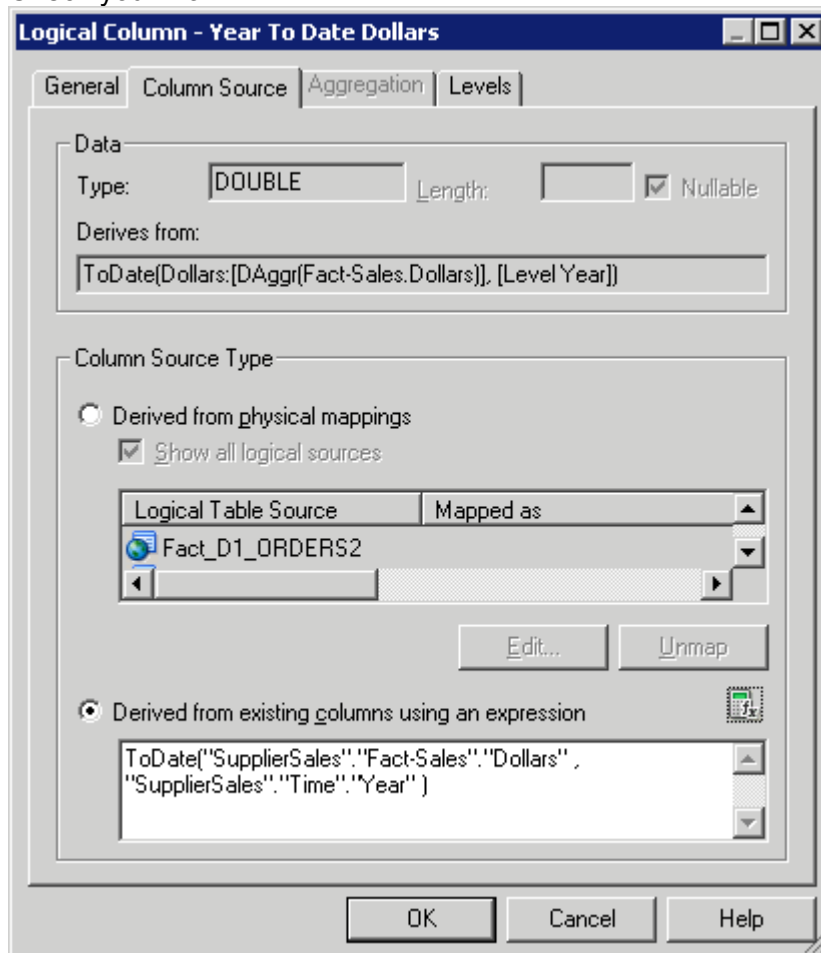 Logical Column - Year To Date Dollars
General Column Source Aggregation Levels
Data
Type: DOUBLE Length: Nullable
Derives from:
ToDate(Dollars:[DAggr(Fact-Sales.Dollars)], [Level Year])
Column Source Type
Derived from physical mappings
Show all logical sources
Logical Table Source Mapped as
Fact_D1_ORDERS2
Edit... Unmap
Derived from existing columns using an expression
ToDate("SupplierSales"."Fact-Sales"."Dollars" ,
"SupplierSales"."Time"."Year" )
OK Cancel Help